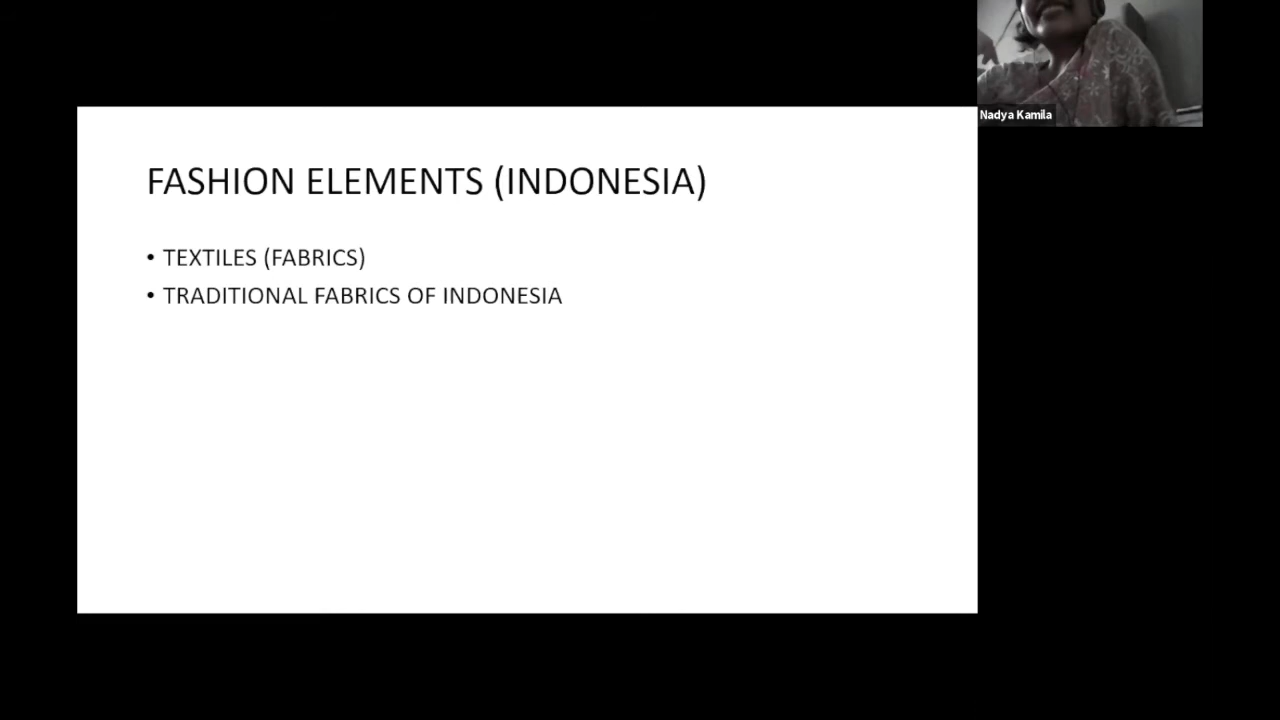 FASHION ELEMENTS (INDONESIA)
• TEXTILES (FABRICS)
• TRADITIONAL FABRICS OF INDONESIA
Nadya Kamila